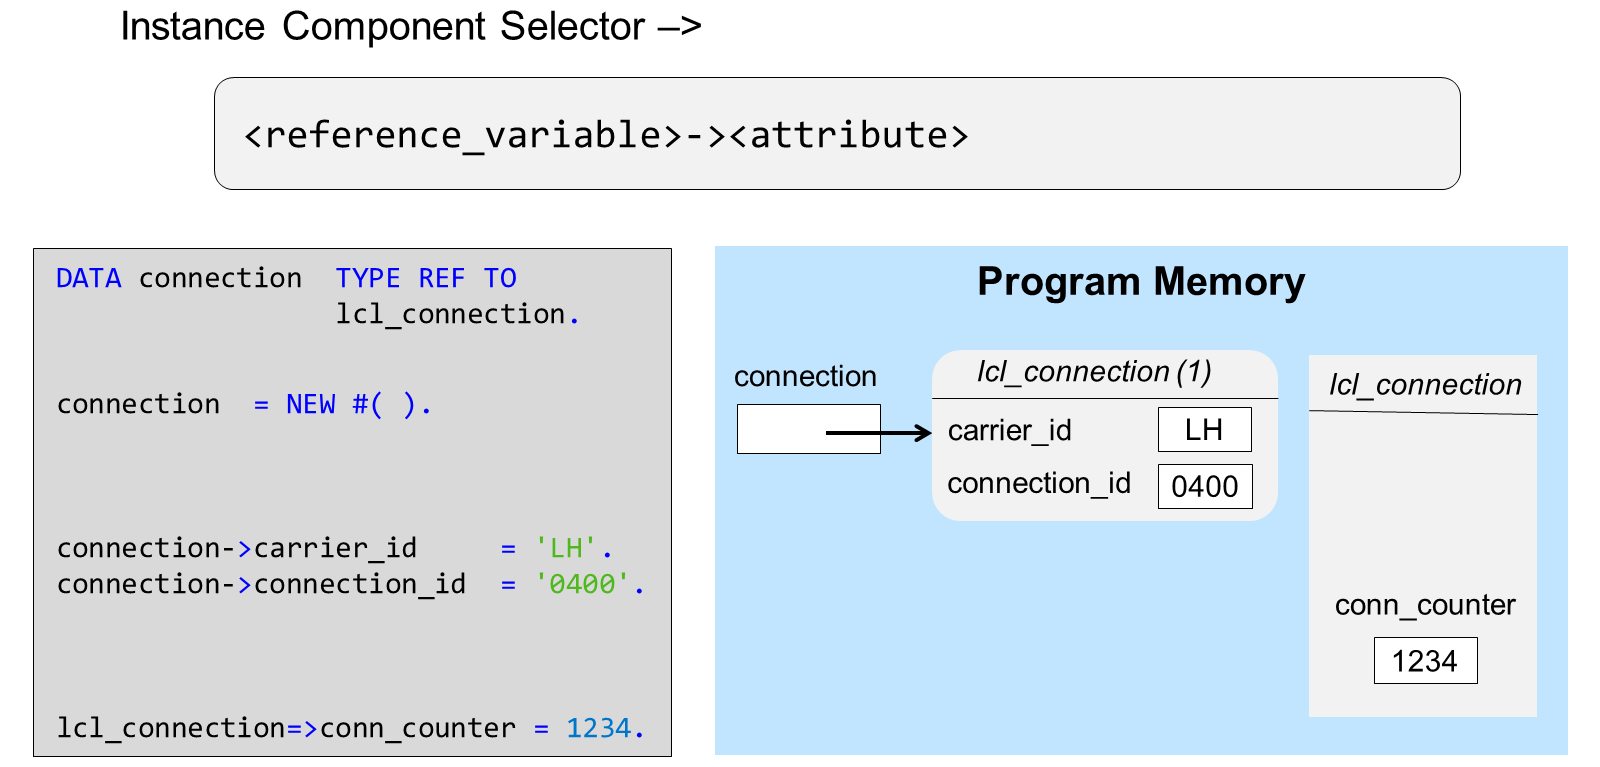 Instance Component Selector –>
<reference_variable>-><attribute>
DATA connection  TYPE REF TO
lcl_connection.
connection  = NEW #( ).
connection->carrier_id     = 'LH'.
connection->connection_id  = '0400'.
lcl_connection=>conn_counter = 1234.
Program Memory
connection
lcl_connection (1)
carrier_id LH
connection_id 0400
lcl_connection
conn_counter
1234